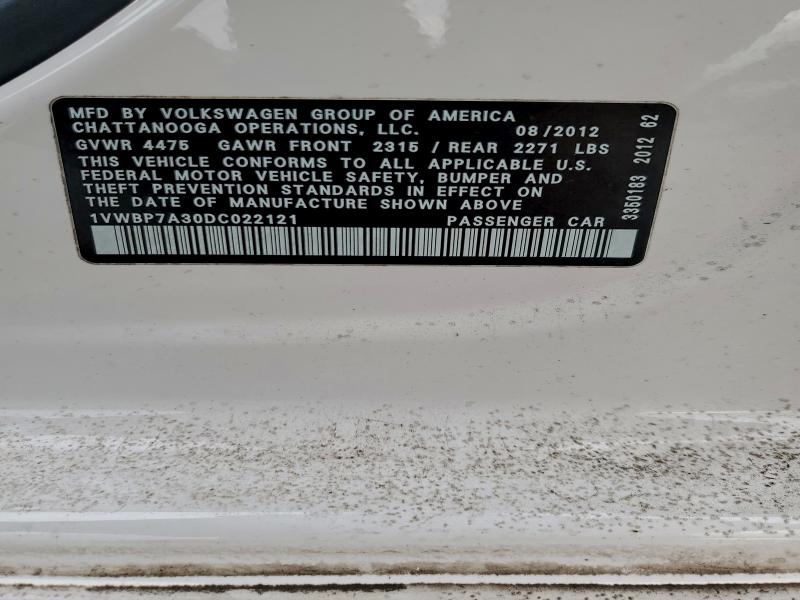 MFD BY VOLKSWAGEN GROUP OF AMERICA
CHATTANOOGA OPERATIONS, LLC. 08/2012
GVWR 4475 GAWR FRONT 2315 / REAR 2271 LBS
THIS VEHICLE CONFORMS TO ALL APPLICABLE U.S.
FEDERAL MOTOR VEHICLE SAFETY, BUMPER AND
THEFT PREVENTION STANDARDS IN EFFECT ON
THE DATE OF MANUFACTURE SHOWN ABOVE
1VWBP7A30DC022121 PASSENGER CAR
3350183 2012 62